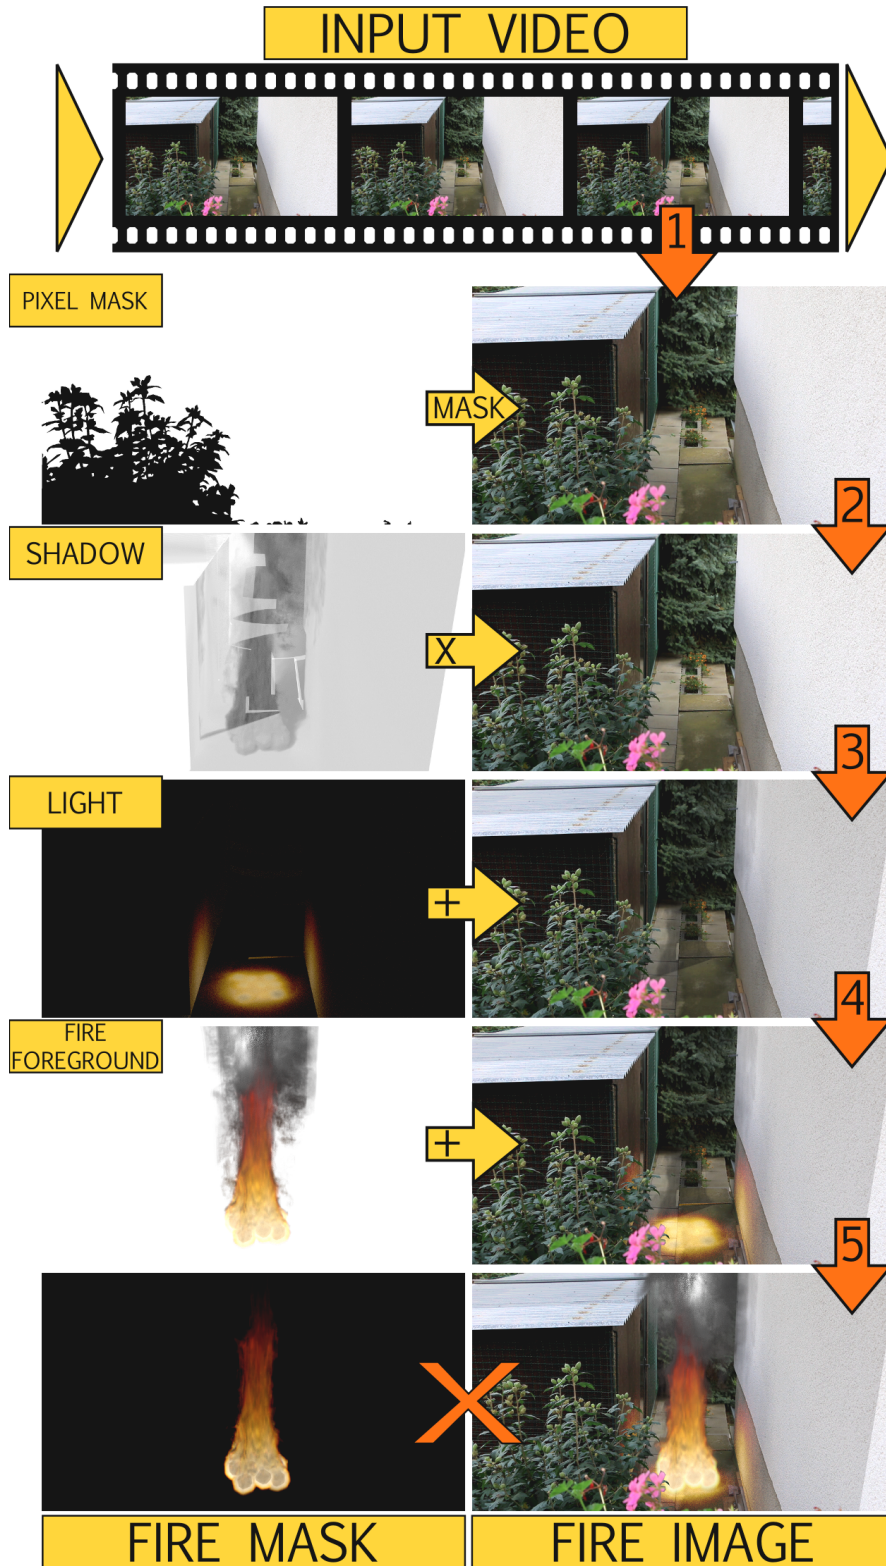 INPUT VIDEO
1
PIXEL MASK
MASK
2
SHADOW
X
3
LIGHT
+
4
FIRE
FOREGROUND
+
5
FIRE MASK
FIRE IMAGE